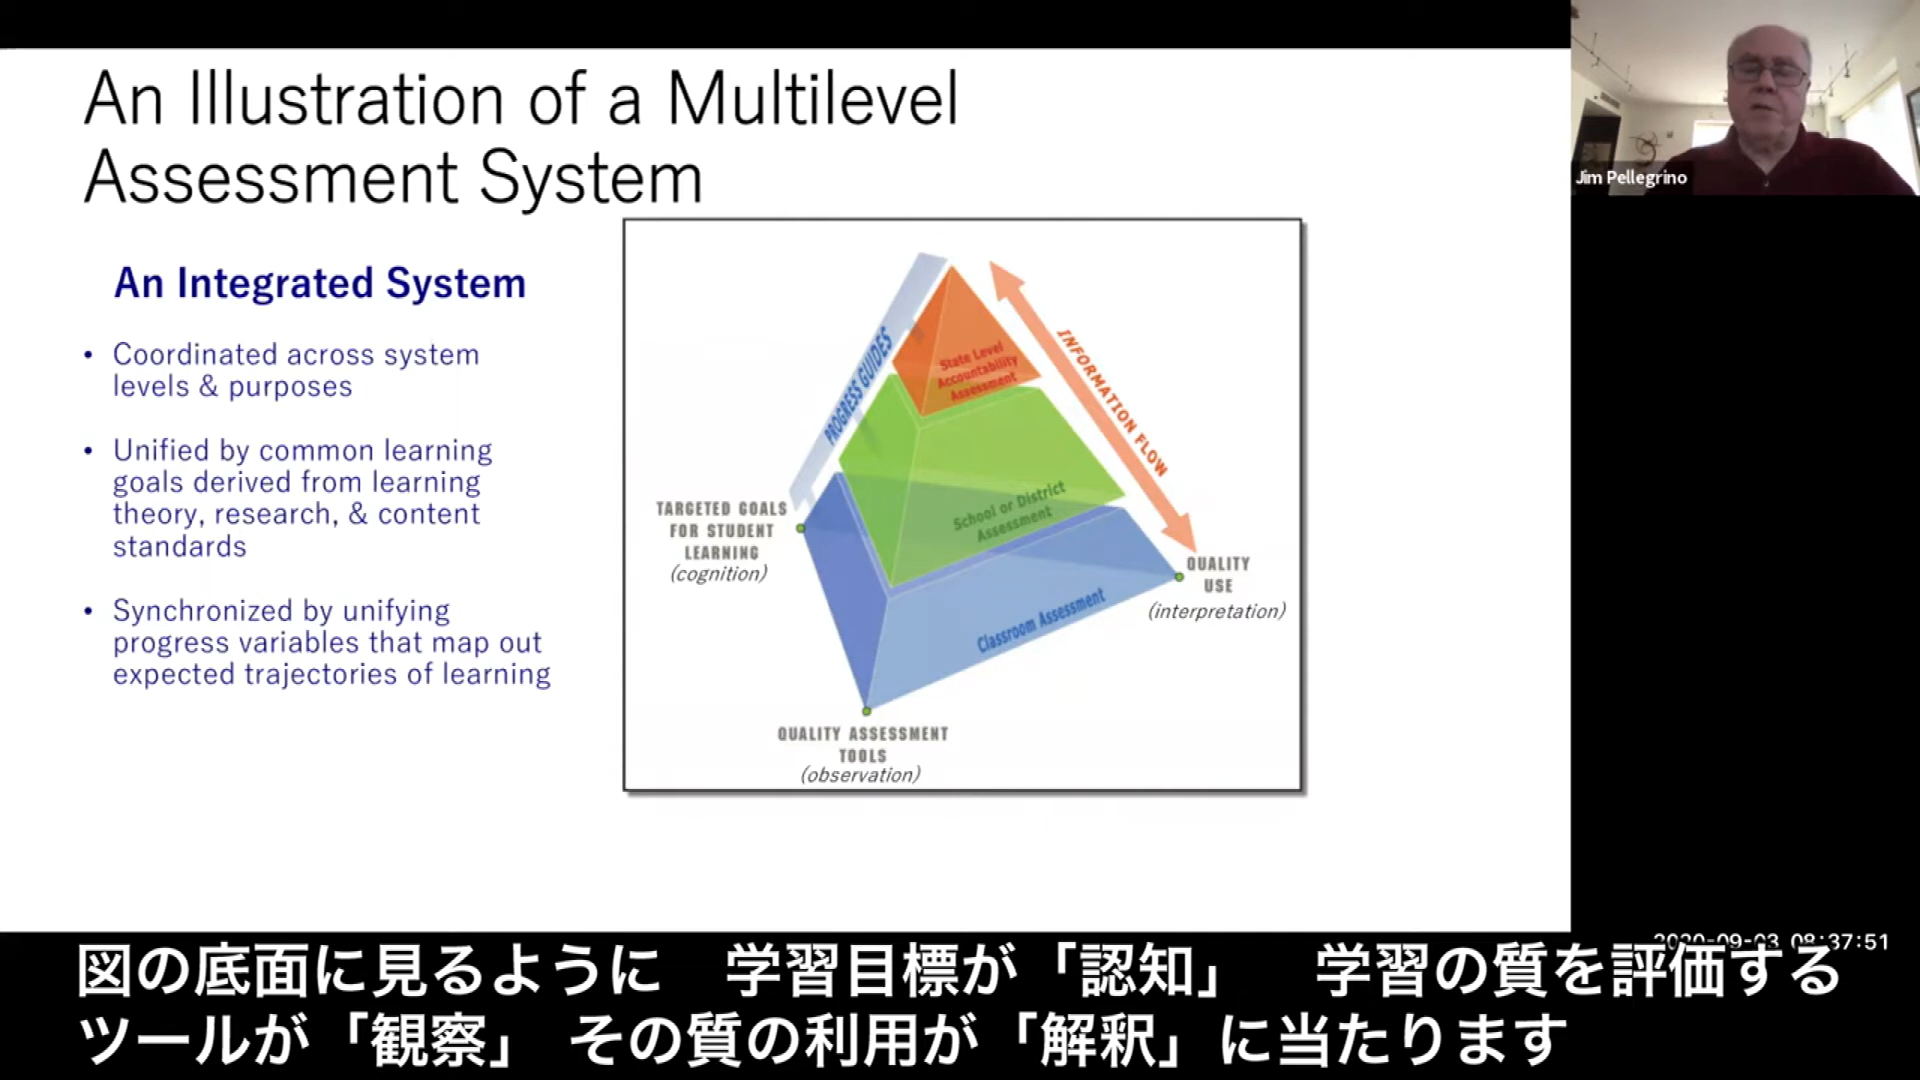 An Illustration of a Multilevel
Assessment System
Jim Pellegrino
An Integrated System
• Coordinated across system
levels & purposes
• Unified by common learning
goals derived from learning
theory, research, & content
standards
• Synchronized by unifying
progress variables that map out
expected trajectories of learning
PROGRESS GUIDES
State Level
Accountability
Assessment
INFORMATION FLOW
School or District
Assessment
Classroom Assessment
TARGETED GOALS
FOR STUDENT
LEARNING
(cognition)
QUALITY
USE
(interpretation)
QUALITY ASSESSMENT
TOOLS
(observation)
2020-09-03 08:37:51
図の底面に見るように 学習目標が「認知」 学習の質を評価する
ツールが「観察」 その質の利用が「解釈」に当たります